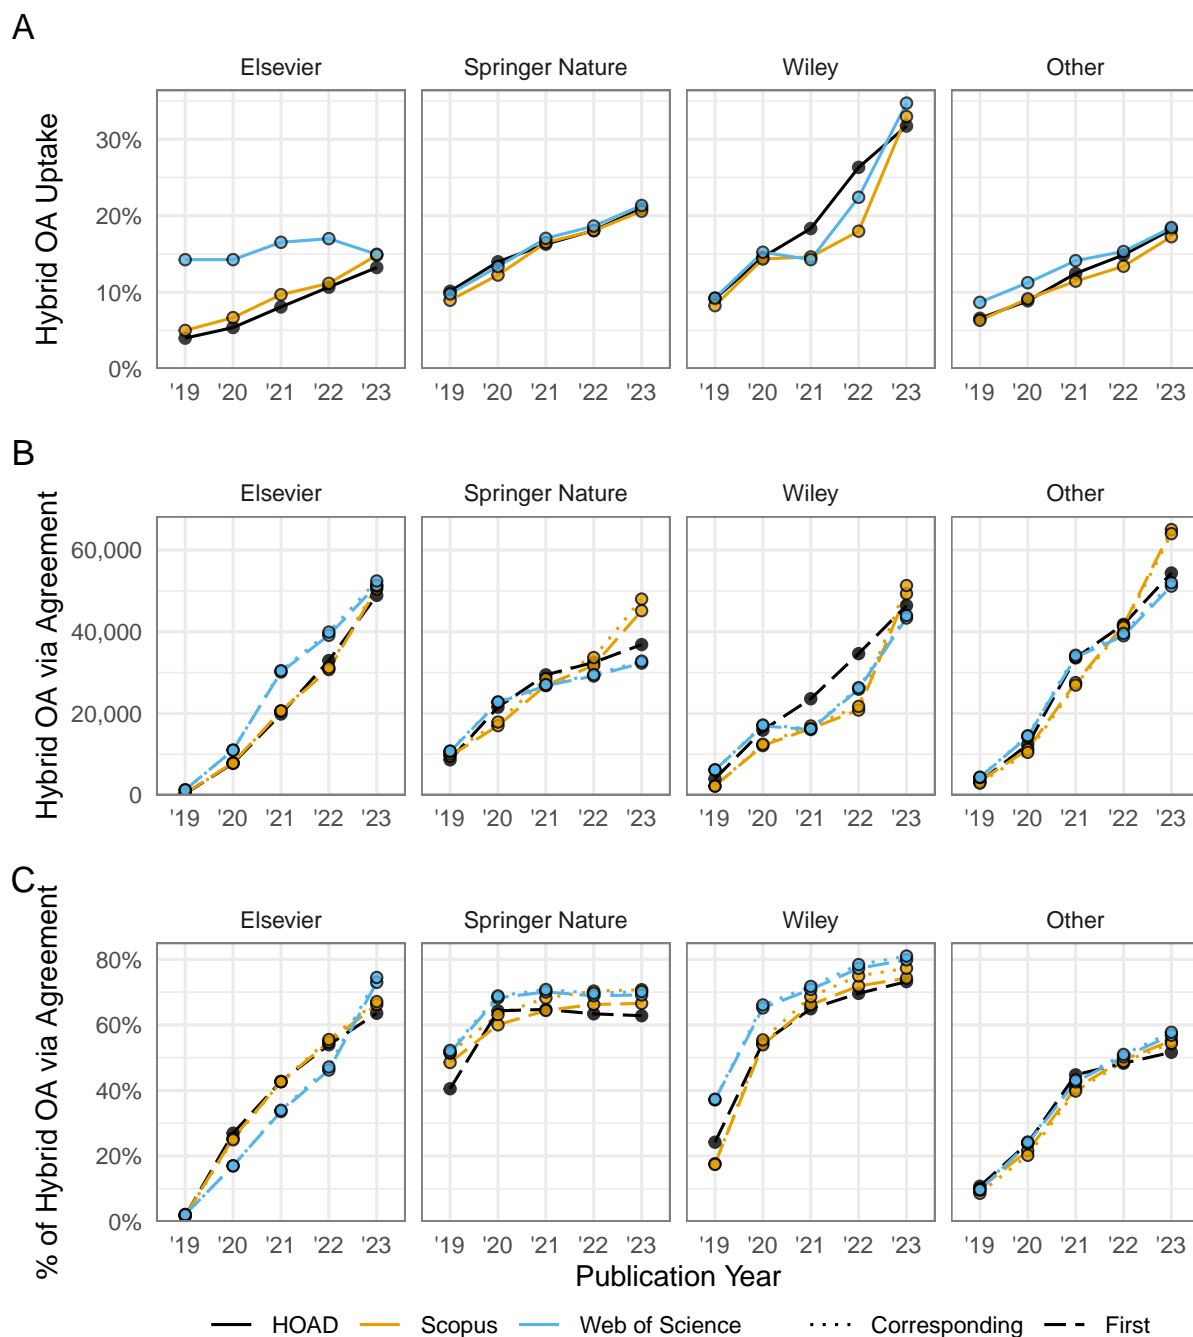 A
Elsevier Springer Nature Wiley Other
Hybrid OA Uptake
30%
20%
10%
0%
'19 '20 '21 '22 '23 '19 '20 '21 '22 '23 '19 '20 '21 '22 '23 '19 '20 '21 '22 '23
B
Elsevier Springer Nature Wiley Other
Hybrid OA via Agreement
60,000
40,000
20,000
0
'19 '20 '21 '22 '23 '19 '20 '21 '22 '23 '19 '20 '21 '22 '23 '19 '20 '21 '22 '23
C
Elsevier Springer Nature Wiley Other
% of Hybrid OA via Agreement
80%
60%
40%
20%
0%
'19 '20 '21 '22 '23 '19 '20 '21 '22 '23 '19 '20 '21 '22 '23 '19 '20 '21 '22 '23
Publication Year
HOAD Scopus Web of Science Corresponding First